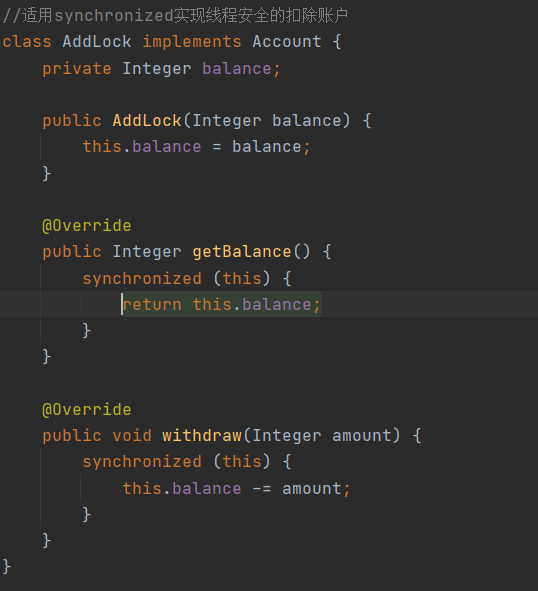 //适用synchronized实现线程安全的扣除账户
class AddLock implements Account {
    private Integer balance;
    public AddLock(Integer balance) {
        this.balance = balance;
    }
    @Override
    public Integer getBalance() {
        synchronized (this) {
            return this.balance;
        }
    }
    @Override
    public void withdraw(Integer amount) {
        synchronized (this) {
            this.balance -= amount;
        }
    }
}